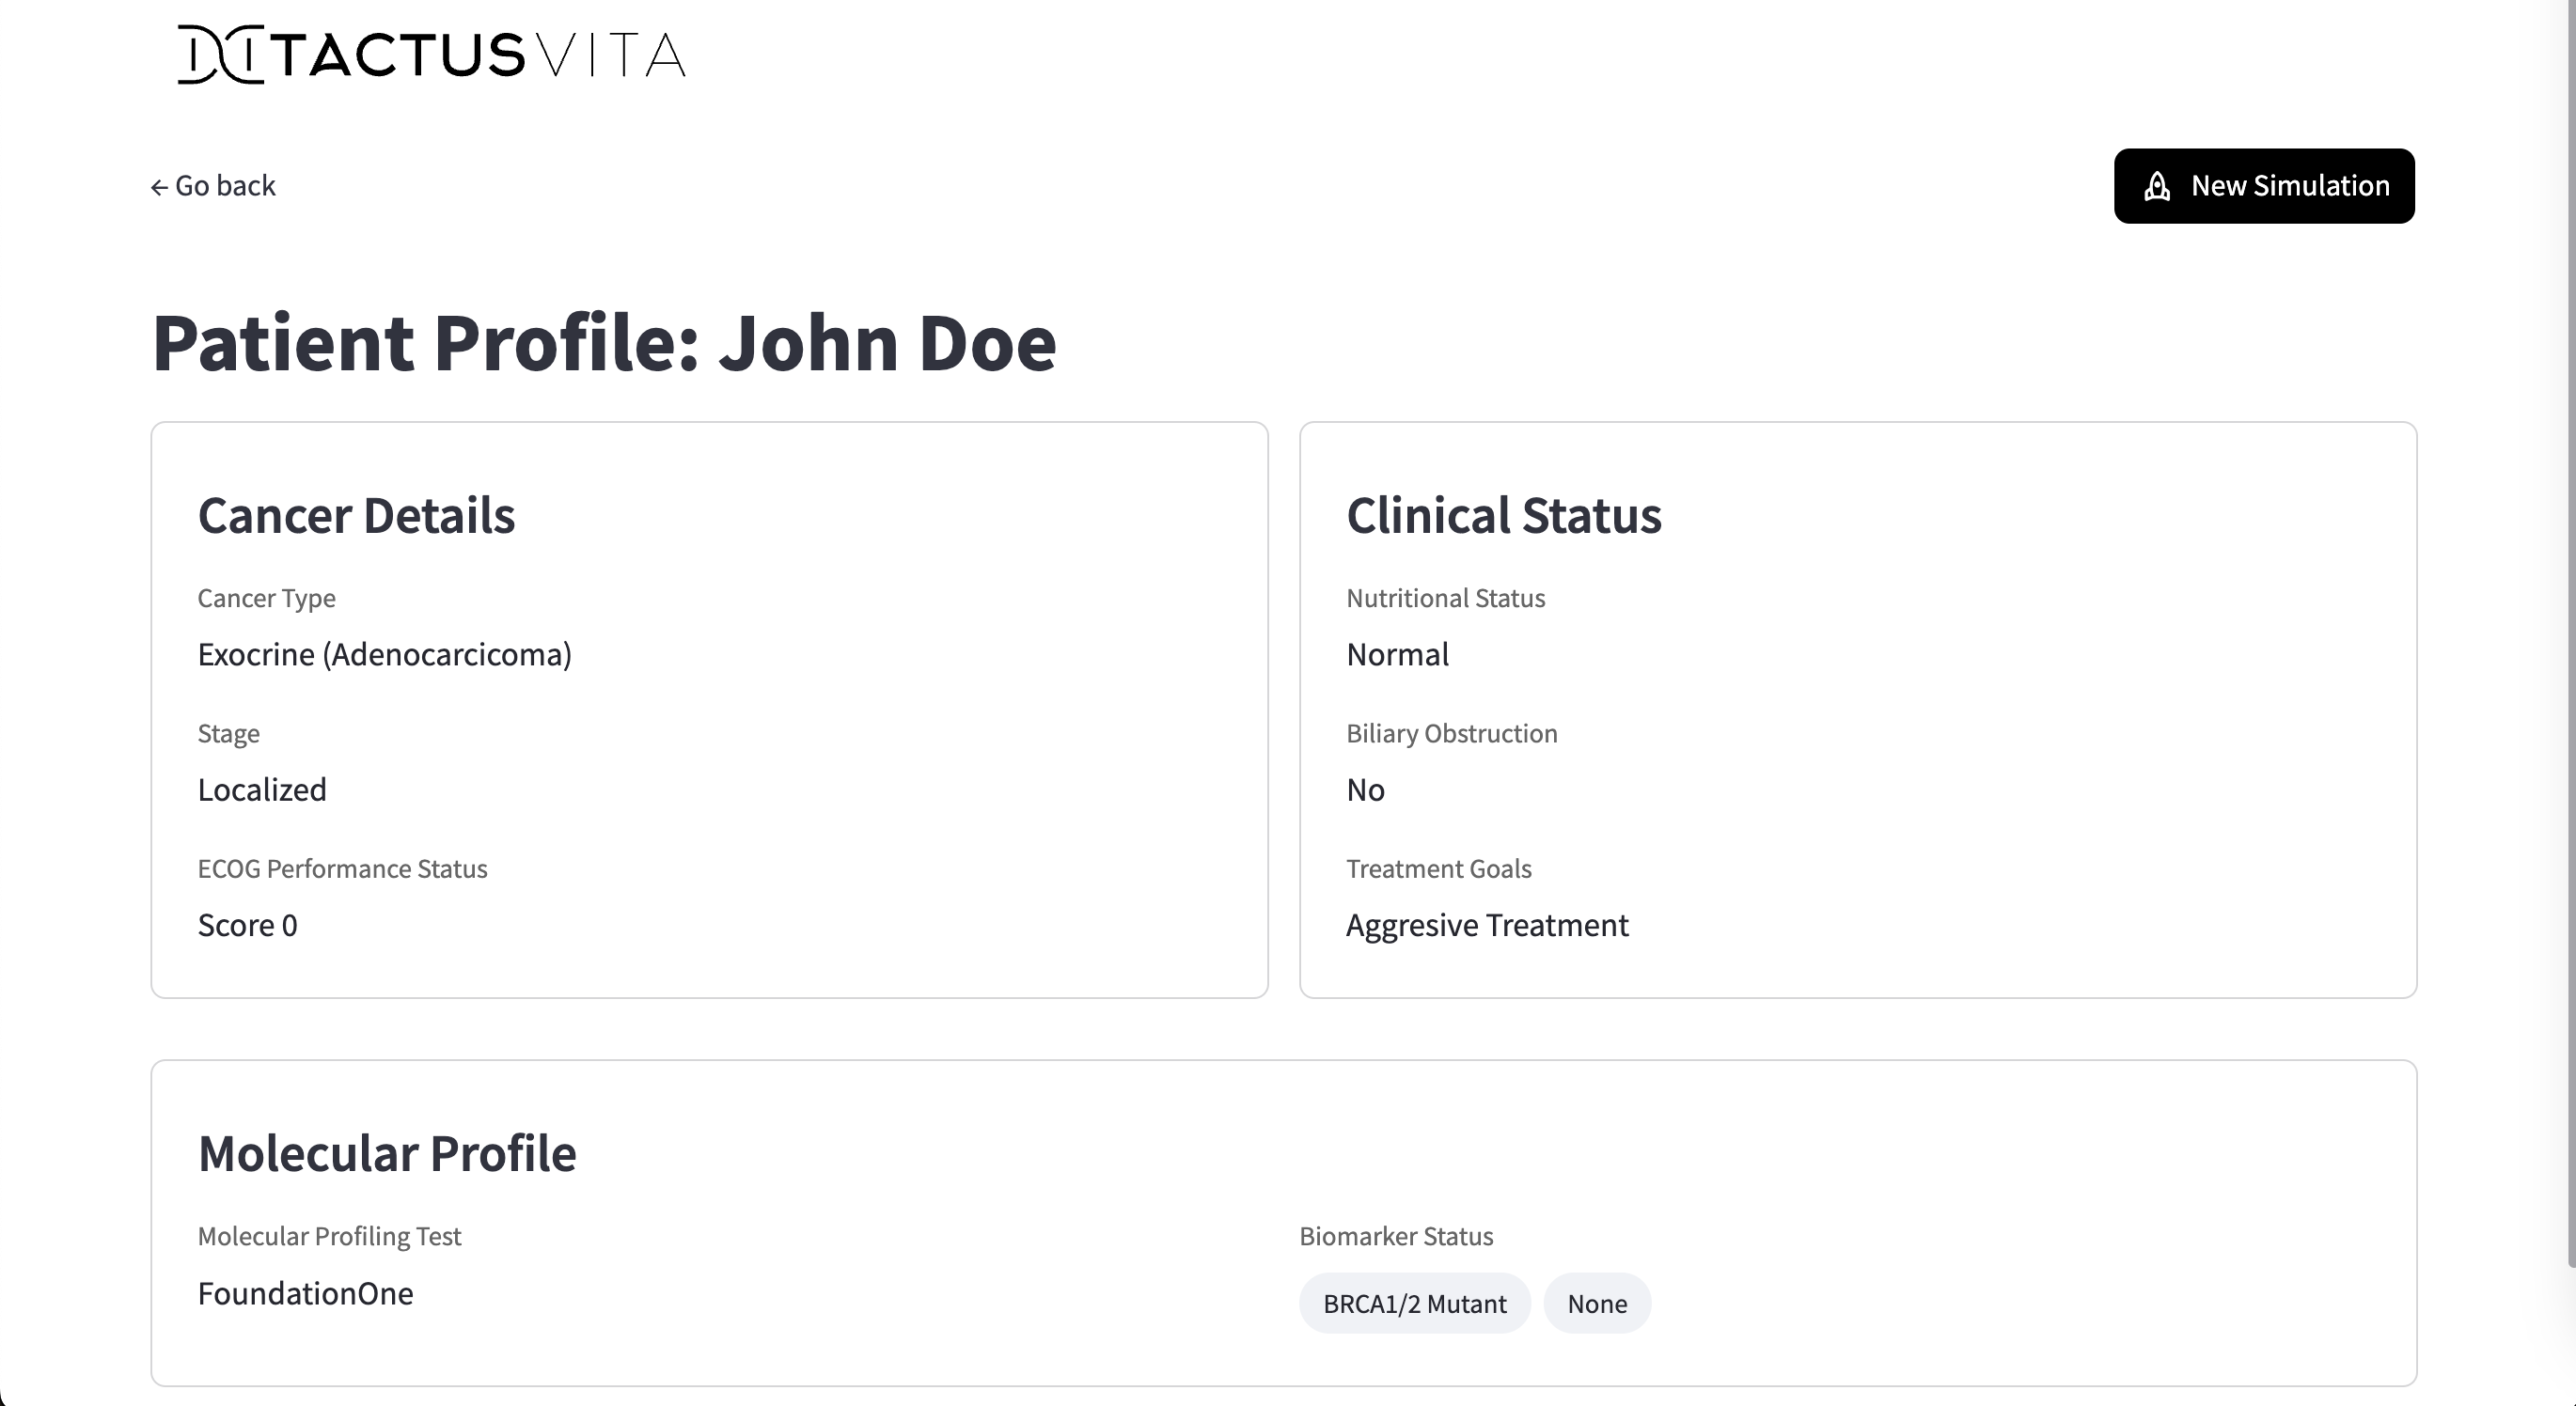 TACTUSVITA
← Go back
New Simulation
Patient Profile: John Doe
Cancer Details
Cancer Type
Exocrine (Adenocarcicoma)
Stage
Localized
ECOG Performance Status
Score 0
Clinical Status
Nutritional Status
Normal
Biliary Obstruction
No
Treatment Goals
Aggresive Treatment
Molecular Profile
Molecular Profiling Test
FoundationOne
Biomarker Status
BRCA1/2 Mutant
None